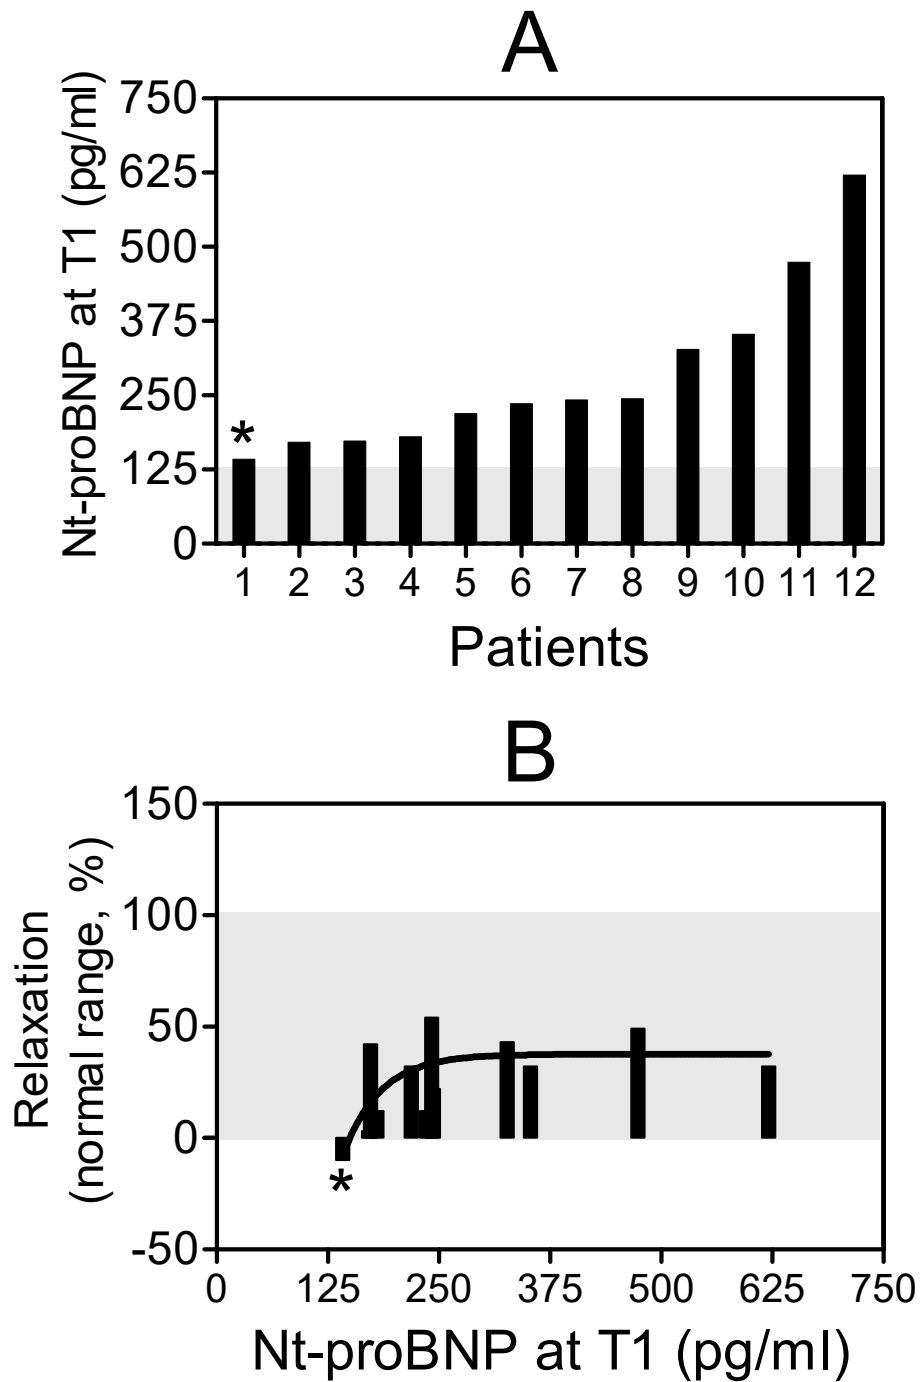 A
Nt-proBNP at T1 (pg/ml)
750
625
500
375
250
125
0
*
1 2 3 4 5 6 7 8 9 10 11 12
Patients
B
Relaxation
(normal range, %)
150
100
50
0
-50
*
0 125 250 375 500 625 750
Nt-proBNP at T1 (pg/ml)